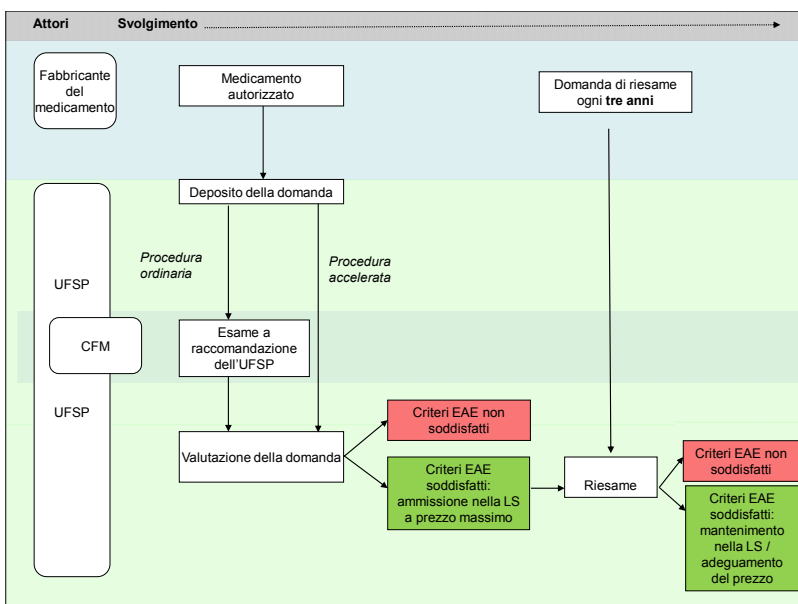 Attori Svolgimento
Fabbricante
del
medicamento
Medicamento
autorizzato
Domanda di riesame
ogni tre anni
Deposito della domanda
Procedura
ordinaria
Procedura
accelerata
UFSP
CFM
Esame a
raccomandazione
dell'UFSP
UFSP
Valutazione della domanda
Criteri EAE non
soddisfatti
Criteri EAE
soddisfatti:
ammissione nella LS
a prezzo massimo
Riesame
Criteri EAE non
soddisfatti
Criteri EAE
soddisfatti:
mantenimento
nella LS /
adeguamento
del prezzo